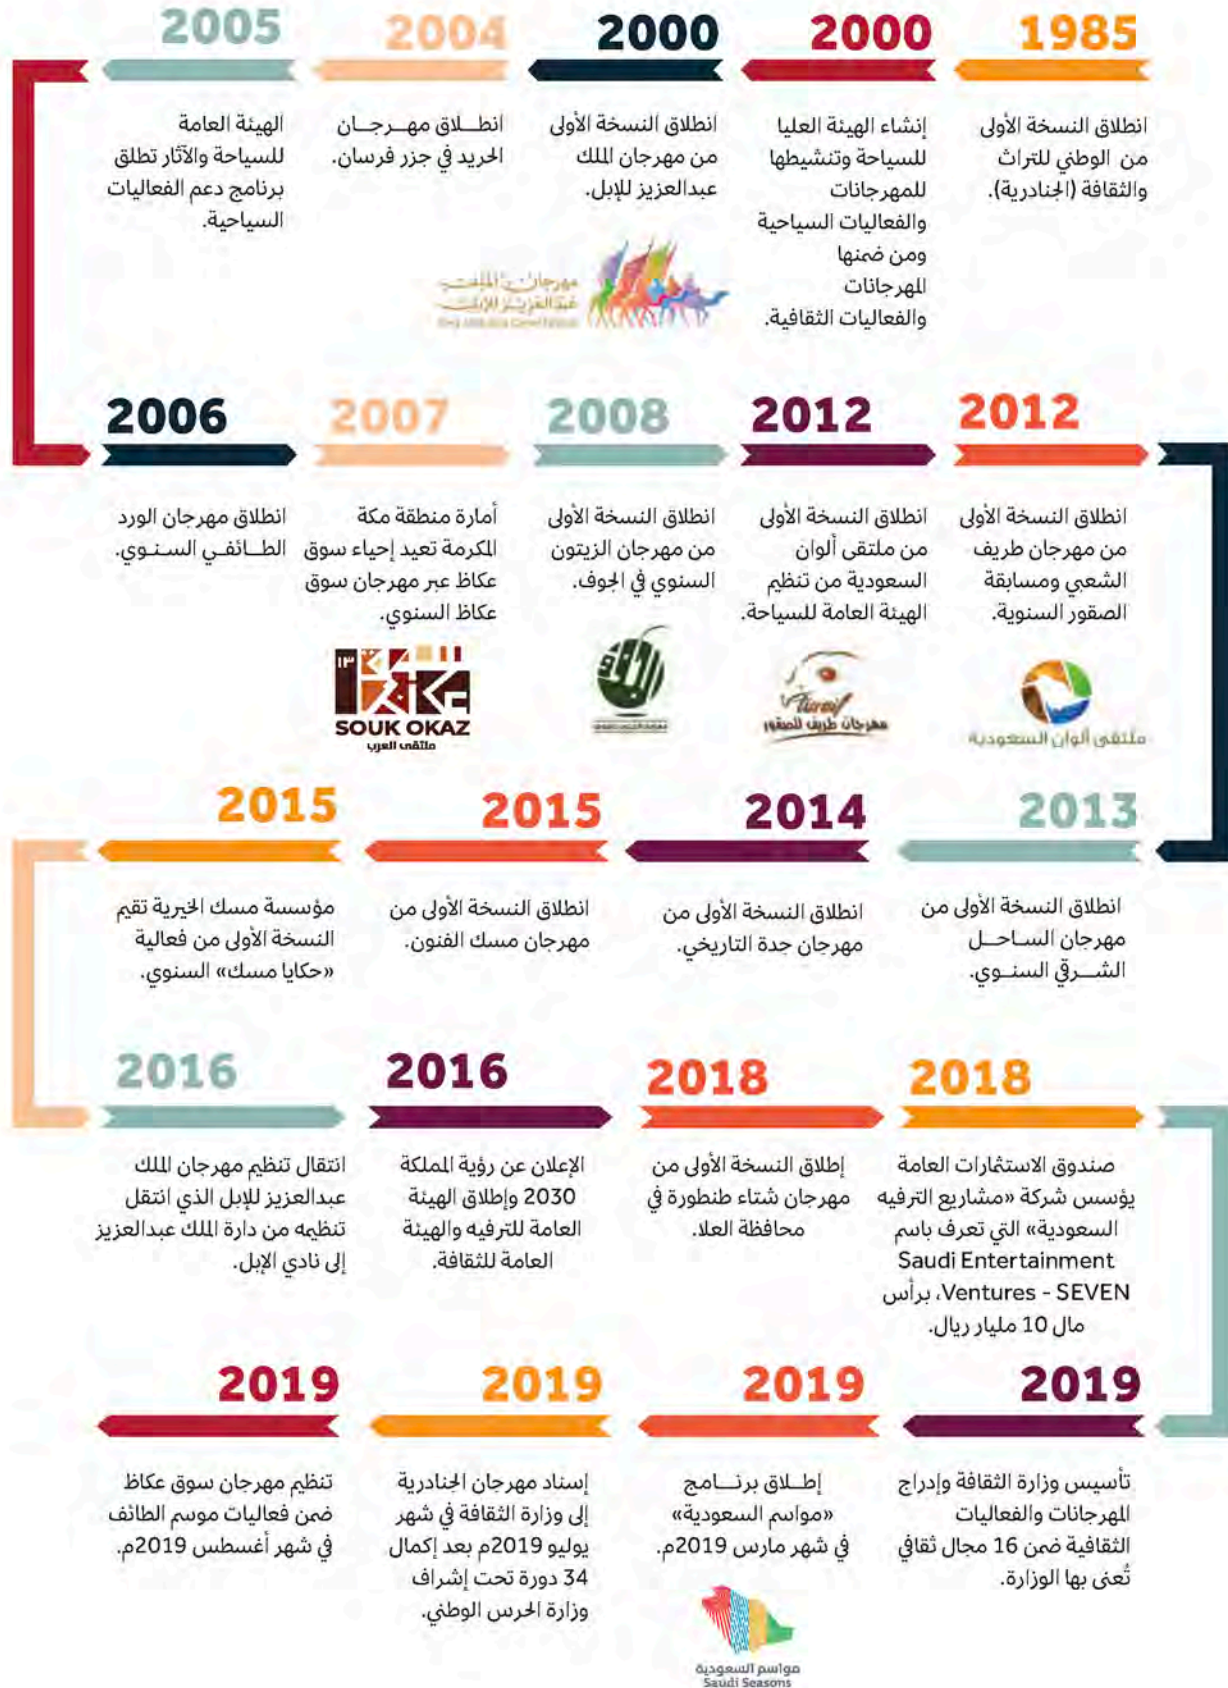 1985
انطلاق النسخة الأولى
من الوطني للتراث
والثقافة (الجنادرية).
2000
إنشاء الهيئة العليا
للسياحة وتنشيطها
للمهرجانات
والفعاليات السياحية
ومن ضمنها
المهرجانات
والفعاليات الثقافية.
2000
انطلاق النسخة الأولى
من مهرجان الملك
عبدالعزيز للإبل.
مهرجان الملك
عبدالعزيز للإبل
2004
انطلاق مهرجان
الحريد في جزر فرسان.
2005
الهيئة العامة
للسياحة والآثار تطلق
برنامج دعم الفعاليات
السياحية.
2006
انطلاق مهرجان الورد
الطائفي السنوي.
2007
أمارة منطقة مكة
المكرمة تعيد إحياء سوق
عكاظ عبر مهرجان سوق
عكاظ السنوي.
١٣
عكاظ
SOUK OKAZ
ملتقى العرب
2008
انطلاق النسخة الأولى
من مهرجان الزيتون
السنوي في الجوف.
2012
انطلاق النسخة الأولى
من ملتقى ألوان
السعودية من تنظيم
الهيئة العامة للسياحة.
Turaif
مهرجان طريف للصقور
2012
انطلاق النسخة الأولى
من مهرجان طريف
الشعبي ومسابقة
الصقور السنوية.
ملتقى ألوان السعودية
2013
انطلاق النسخة الأولى من
مهرجان الساحل
الشرقي السنوي.
2014
انطلاق النسخة الأولى من
مهرجان جدة التاريخي.
2015
انطلاق النسخة الأولى من
مهرجان مسك الفنون.
2015
مؤسسة مسك الخيرية تقيم
النسخة الأولى من فعالية
«حكايا مسك» السنوي.
2016
انتقال تنظيم مهرجان الملك
عبدالعزيز للإبل الذي انتقل
تنظيمه من دارة الملك عبدالعزيز
إلى نادي الإبل.
2016
الإعلان عن رؤية المملكة
2030 وإطلاق الهيئة
العامة للترفيه والهيئة
العامة للثقافة.
2018
إطلاق النسخة الأولى من
مهرجان شتاء طنطورة في
محافظة العلا.
2018
صندوق الاستثمارات العامة
يؤسس شركة «مشاريع الترفيه
السعودية» التي تعرف باسم
Saudi Entertainment
Ventures - SEVEN، برأس
مال 10 مليار ريال.
2019
تأسيس وزارة الثقافة وإدراج
المهرجانات والفعاليات
الثقافية ضمن 16 مجال ثقافي
تُعنى بها الوزارة.
2019
إطلاق برنامج
«مواسم السعودية»
في شهر مارس 2019م.
مواسم السعودية
Saudi Seasons
2019
إسناد مهرجان الجنادرية
إلى وزارة الثقافة في شهر
يوليو 2019م بعد إكمال
34 دورة تحت إشراف
وزارة الحرس الوطني.
2019
تنظيم مهرجان سوق عكاظ
ضمن فعاليات موسم الطائف
في شهر أغسطس 2019م.